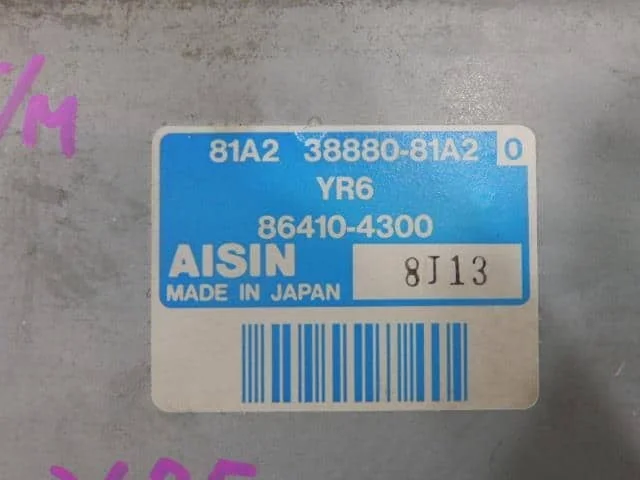 /M
81A2 38880-81A2 0
YR6
86410-4300
AISIN
8J13
MADE IN JAPAN